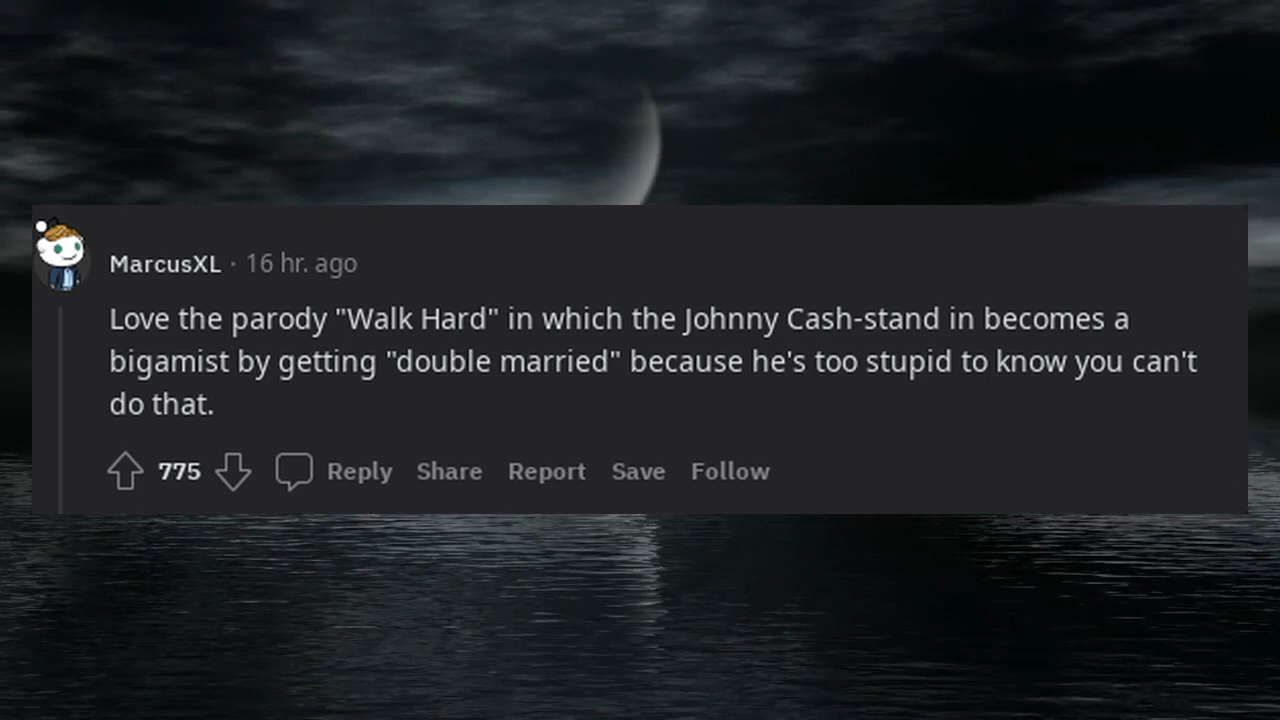 MarcusXL · 16 hr. ago
Love the parody "Walk Hard" in which the Johnny Cash-stand in becomes a
bigamist by getting "double married" because he's too stupid to know you can't
do that.
775 Reply Share Report Save Follow